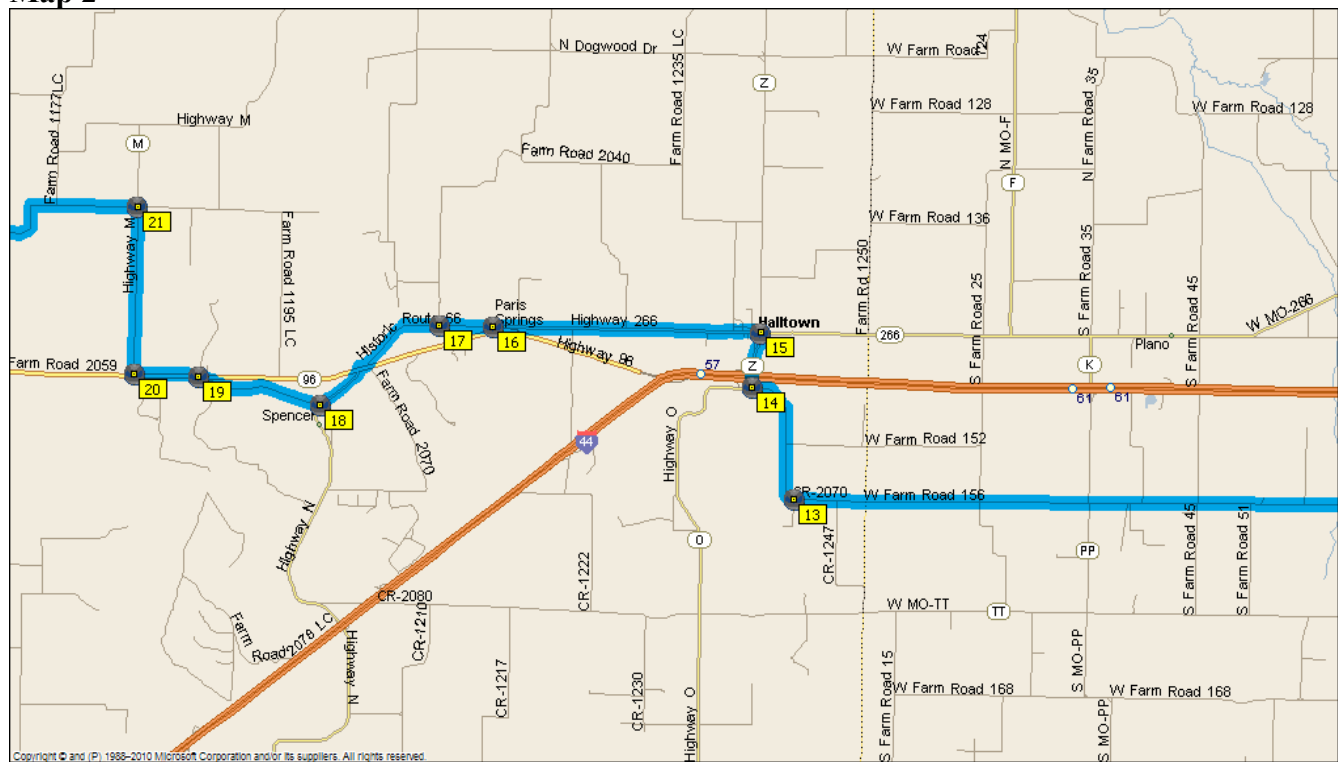 Map 2
N Dogwood Dr
W Farm Road 124
Farm Road 1177 LC
Farm Road 1235 LC
Z
N Farm Road 35
W Farm Road 128
W Farm Road 128
Highway M
M
N MO-F
Farm Road 2040
F
21
W Farm Road 136
Highway M
Farm Road 1195 LC
Farm Rd 1250
S Farm Road 25
S Farm Road 35
S Farm Road 45
Historic Route 66
Paris Springs
Highway 266
Halltown
W MO-266
17
16
15
266
Plano
Highway 96
Farm Road 2059
57
Z
K
20
19
96
14
61
61
Spencer
18
Farm Road 2070
44
Highway O
W Farm Road 152
CR-2070
W Farm Road 156
13
Highway N
O
CR-1222
CR-1247
PP
S Farm Road 45
S Farm Road 51
CR-2080
W MO-TT
TT
Farm Road 2078 LC
CR-1210
Highway N
CR-1217
CR-1230
Highway O
S Farm Road 15
S MO-PP
W Farm Road 168
W Farm Road 168
S MO-PP
Copyright © and (P) 1988–2010 Microsoft Corporation and/or its suppliers. All rights reserved.